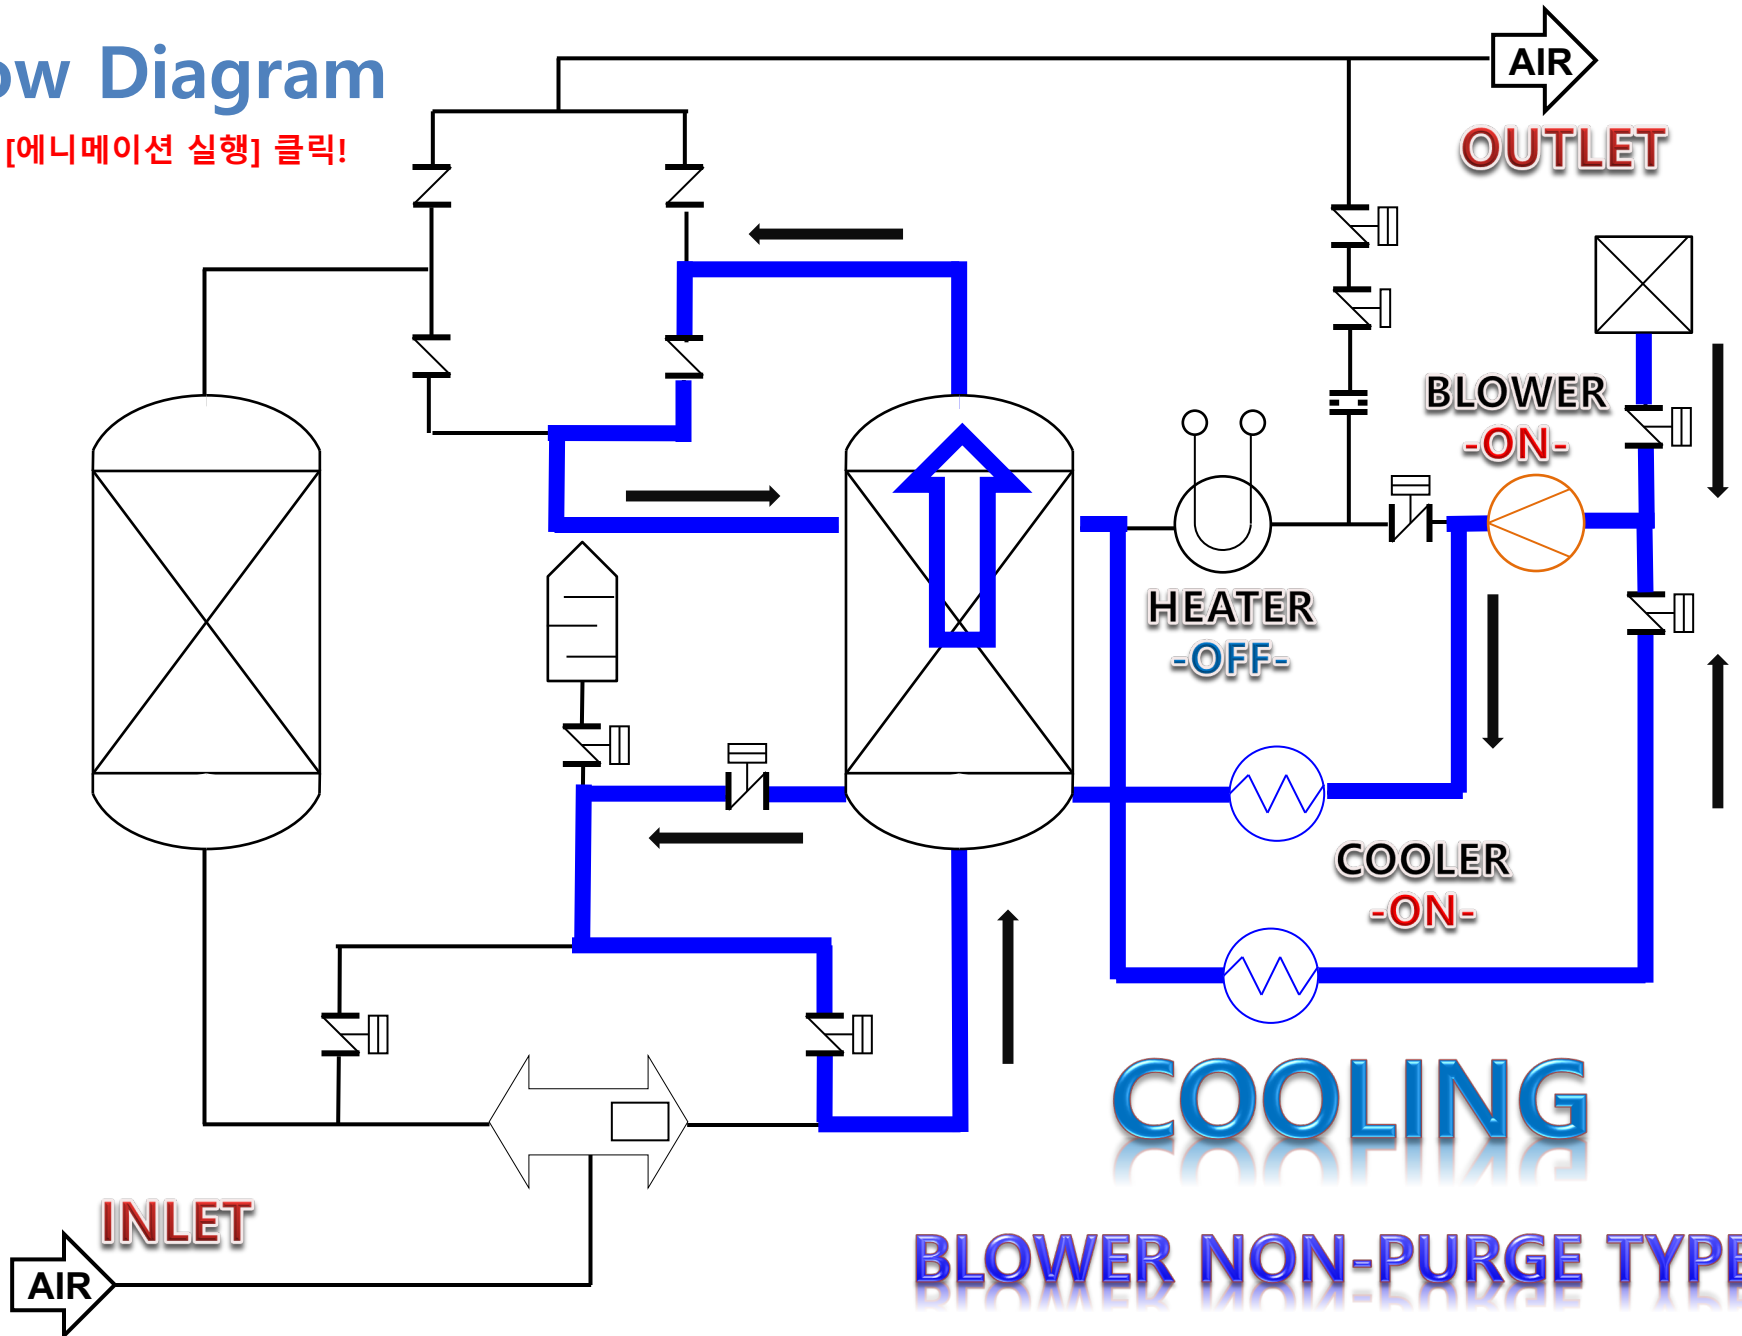 ow Diagram
[에니메이션 실행] 클릭!
AIR
OUTLET
BLOWER
-ON-
HEATER
-OFF-
COOLER
-ON-
COOLING
INLET
AIR
BLOWER NON-PURGE TYPE